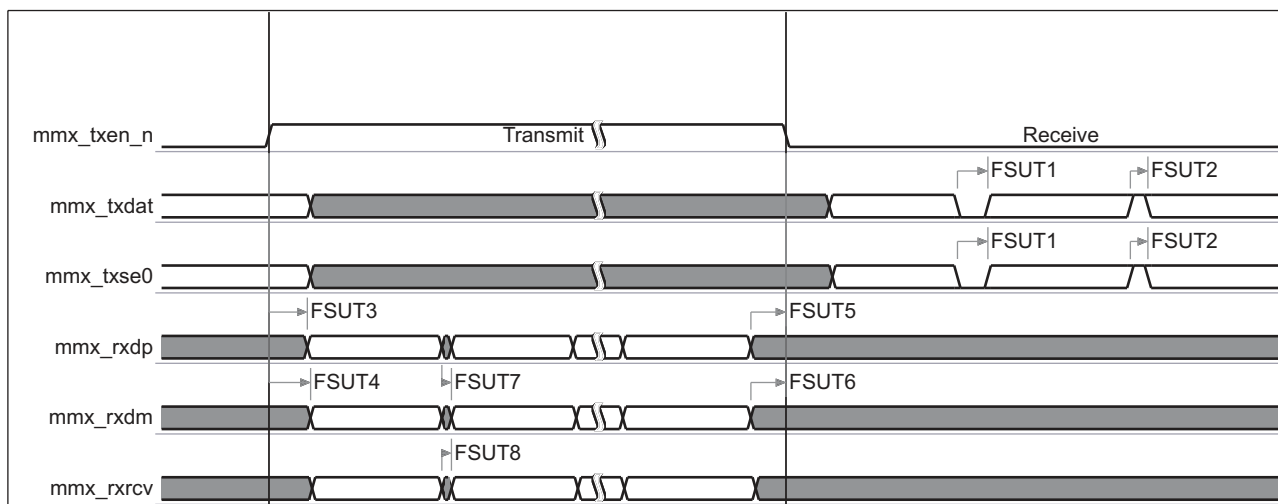 mmx_txen_n Transmit Receive
FSUT1 FSUT2
mmx_txdat
FSUT1 FSUT2
mmx_txse0
FSUT3 FSUT5
mmx_rxdp
FSUT4 FSUT7 FSUT6
mmx_rxdm
FSUT8
mmx_rxrcv